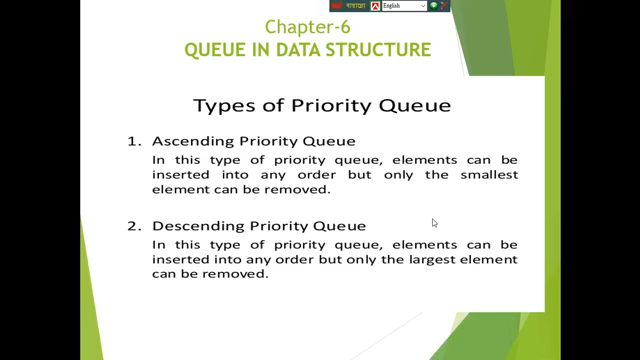 English
Chapter-6
QUEUE IN DATA STRUCTURE
Types of Priority Queue
1. Ascending Priority Queue
In this type of priority queue, elements can be
inserted into any order but only the smallest
element can be removed.
2. Descending Priority Queue
In this type of priority queue, elements can be
inserted into any order but only the largest element
can be removed.